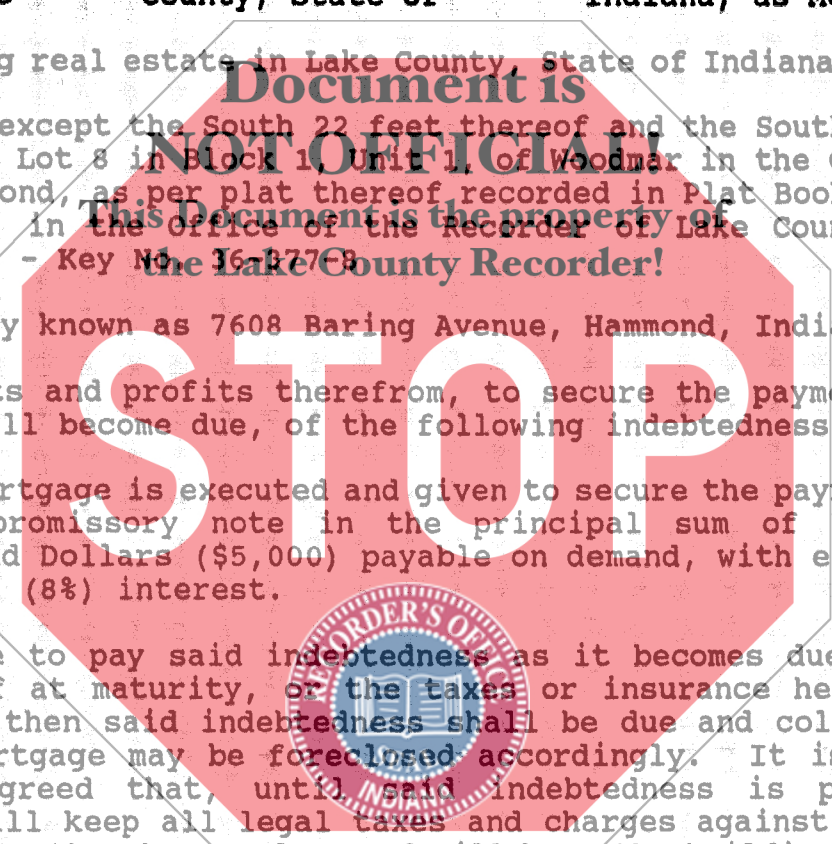 County, State of Indiana, as
g real estate in Lake County, State of Indiana
Document is
except the South 22 feet thereof and the Sout
NOT OFFICIAL!
Lot 8 in Block 1, Unit 1, of Woodmar in the
ond, as per plat thereof recorded in Plat Boo
This Document is the property of
in the Office of the Recorder of Lake Coun
the Lake County Recorder!
- Key No. 36-277-8
y known as 7608 Baring Avenue, Hammond, Indi
STOP
ts and profits therefrom, to secure the payme
ll become due, of the following indebtedness
rtgage is executed and given to secure the pay
promissory note in the principal sum of
d Dollars ($5,000) payable on demand, with e
(8%) interest.
RECORDER'S OFFIC
e to pay said indebtedness as it becomes due
f at maturity, or the taxes or insurance he
then said indebtedness shall be due and col
rtgage may be foreclosed accordingly. It is
INDIANA
greed that, until said indebtedness is p
ll keep all legal taxes and charges against